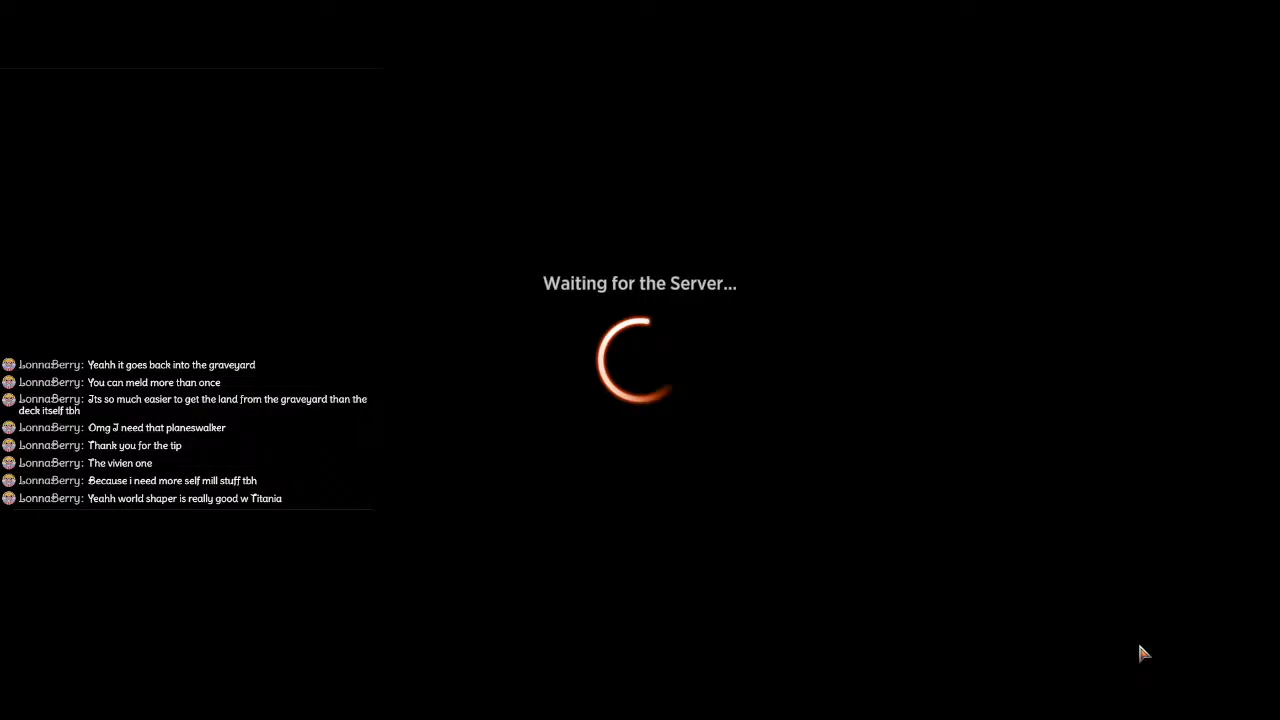 Waiting for the Server...
LonnaBerry: Yeahh it goes back into the graveyard
LonnaBerry: You can meld more than once
LonnaBerry: Its so much easier to get the land from the graveyard than the
deck itself tbh
LonnaBerry: Omg I need that planeswalker
LonnaBerry: Thank you for the tip
LonnaBerry: The vivien one
LonnaBerry: Because i need more self mill stuff tbh
LonnaBerry: Yeahh world shaper is really good w Titania